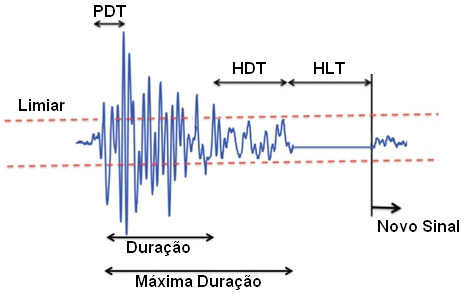 PDT
HDT
HLT
Limiar
Novo Sinal
Duração
Máxima Duração